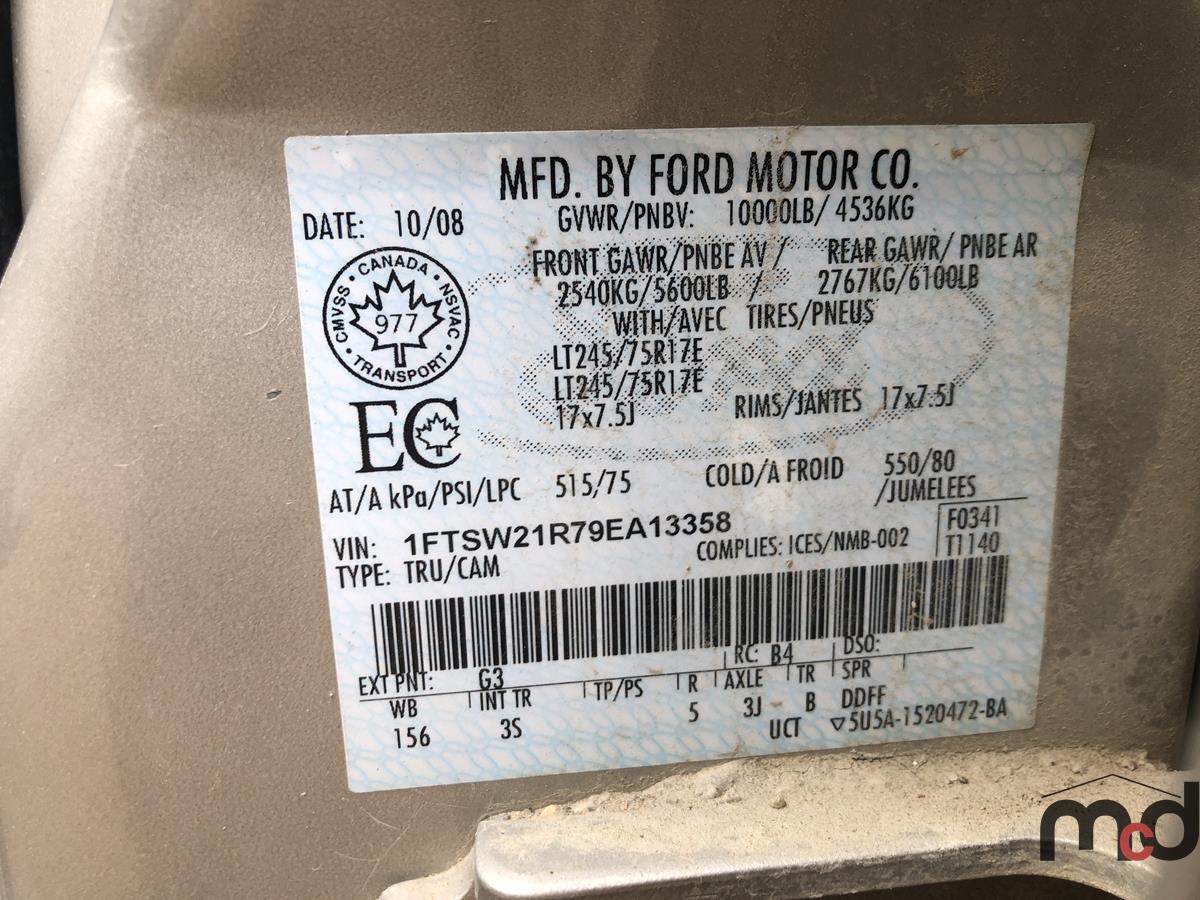 MFD. BY FORD MOTOR CO.
DATE: 10/08 GVWR/PNBV: 10000LB/ 4536KG
FRONT GAWR/PNBE AV / REAR GAWR/ PNBE AR
2540KG/5600LB / 2767KG/6100LB
WITH/AVEC TIRES/PNEUS
CMVSS • CANADA • NSVAC • TRANSPORT •
977
LT245/75R17E
LT245/75R17E
17x7.5J RIMS/JANTES 17x7.5J
EC
AT/A kPa/PSI/LPC 515/75 COLD/A FROID 550/80
/JUMELEES
VIN: 1FTSW21R79EA13358
COMPLIES: ICES/NMB-002
F0341
T1140
TYPE: TRU/CAM
EXT PNT: G3 RC: B4 DSO:
WB INT TR TP/PS R AXLE TR SPR
156 3S 5 3J B DDFF
UCT ▽5U5A-1520472-BA
mcd